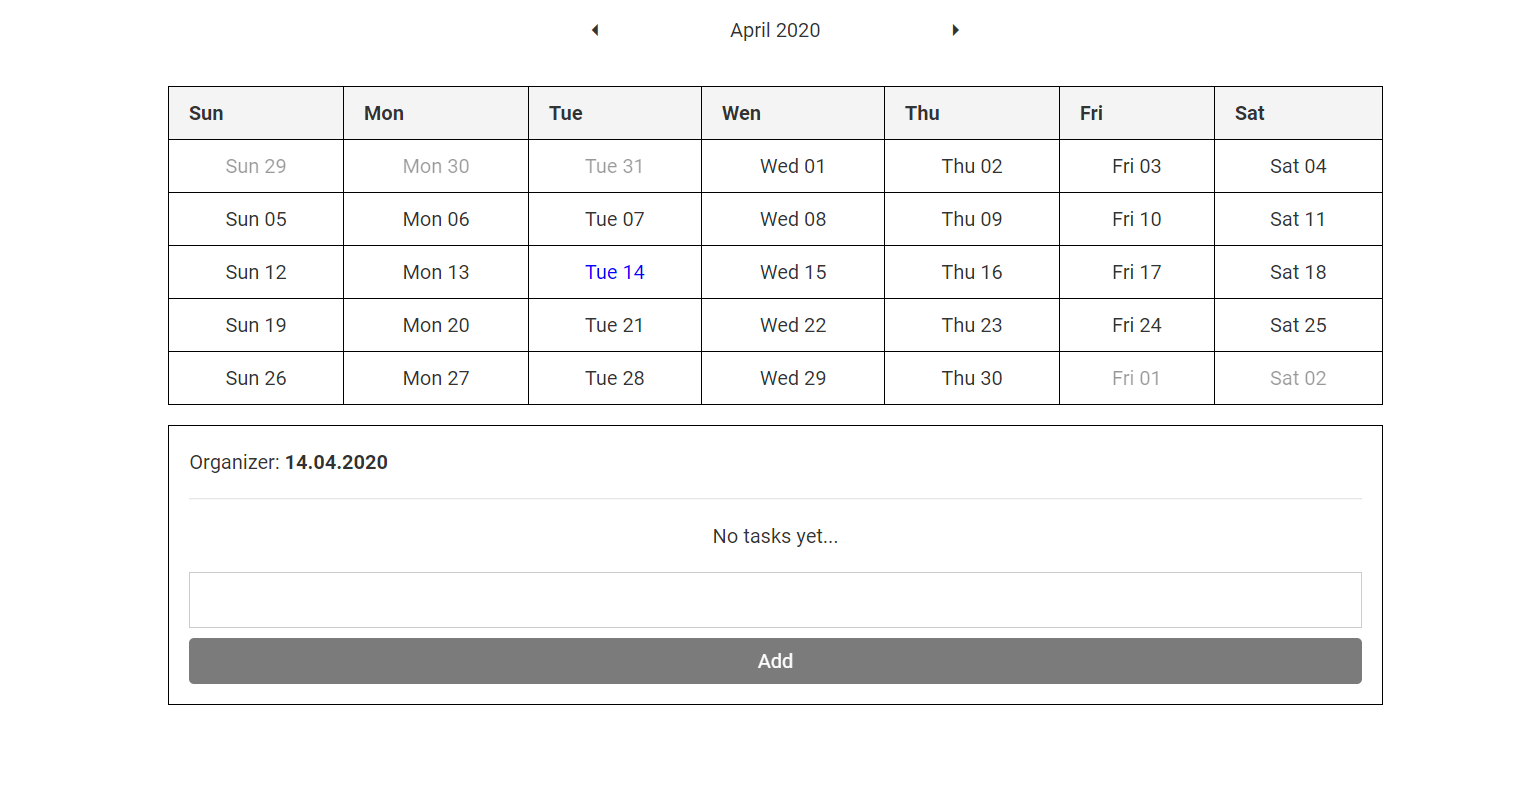 April 2020
Sun Mon Tue Wen Thu Fri Sat
Sun 29 Mon 30 Tue 31 Wed 01 Thu 02 Fri 03 Sat 04
Sun 05 Mon 06 Tue 07 Wed 08 Thu 09 Fri 10 Sat 11
Sun 12 Mon 13 Tue 14 Wed 15 Thu 16 Fri 17 Sat 18
Sun 19 Mon 20 Tue 21 Wed 22 Thu 23 Fri 24 Sat 25
Sun 26 Mon 27 Tue 28 Wed 29 Thu 30 Fri 01 Sat 02
Organizer: 14.04.2020
No tasks yet...
Add